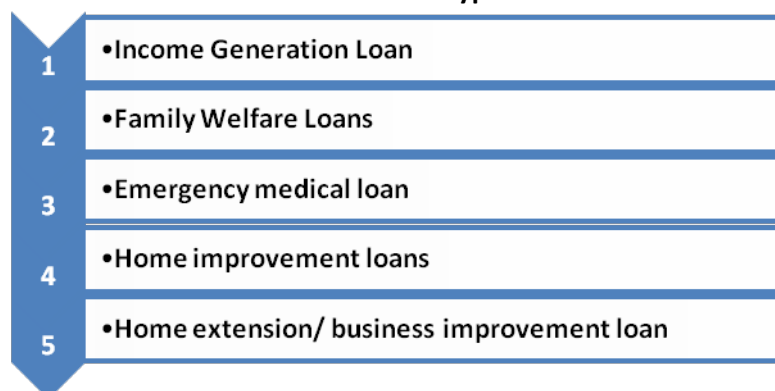 1
•Income Generation Loan
2
•Family Welfare Loans
3
•Emergency medical loan
4
•Home improvement loans
5
•Home extension/ business improvement loan